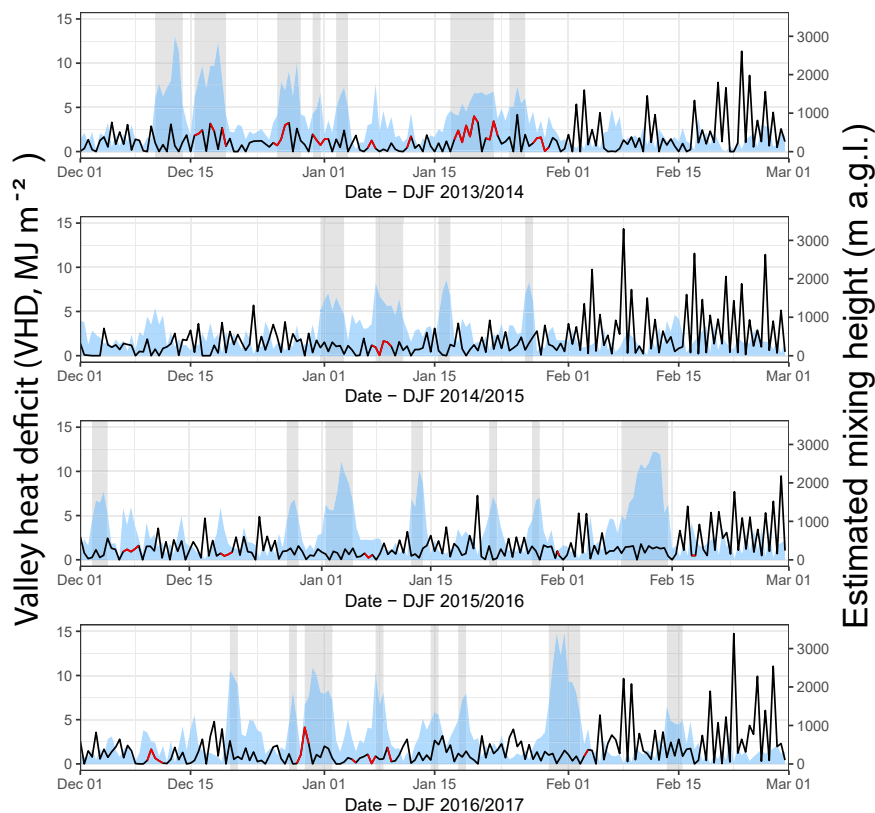 Valley heat deficit (VHD, MJ m⁻² )
Estimated mixing height (m a.g.l.)
15
10
5
0
3000
2000
1000
0
Dec 01
Dec 15
Jan 01
Jan 15
Feb 01
Feb 15
Mar 01
Date − DJF 2013/2014
15
10
5
0
3000
2000
1000
0
Dec 01
Dec 15
Jan 01
Jan 15
Feb 01
Feb 15
Mar 01
Date − DJF 2014/2015
15
10
5
0
3000
2000
1000
0
Dec 01
Dec 15
Jan 01
Jan 15
Feb 01
Feb 15
Mar 01
Date − DJF 2015/2016
15
10
5
0
3000
2000
1000
0
Dec 01
Dec 15
Jan 01
Jan 15
Feb 01
Feb 15
Mar 01
Date − DJF 2016/2017